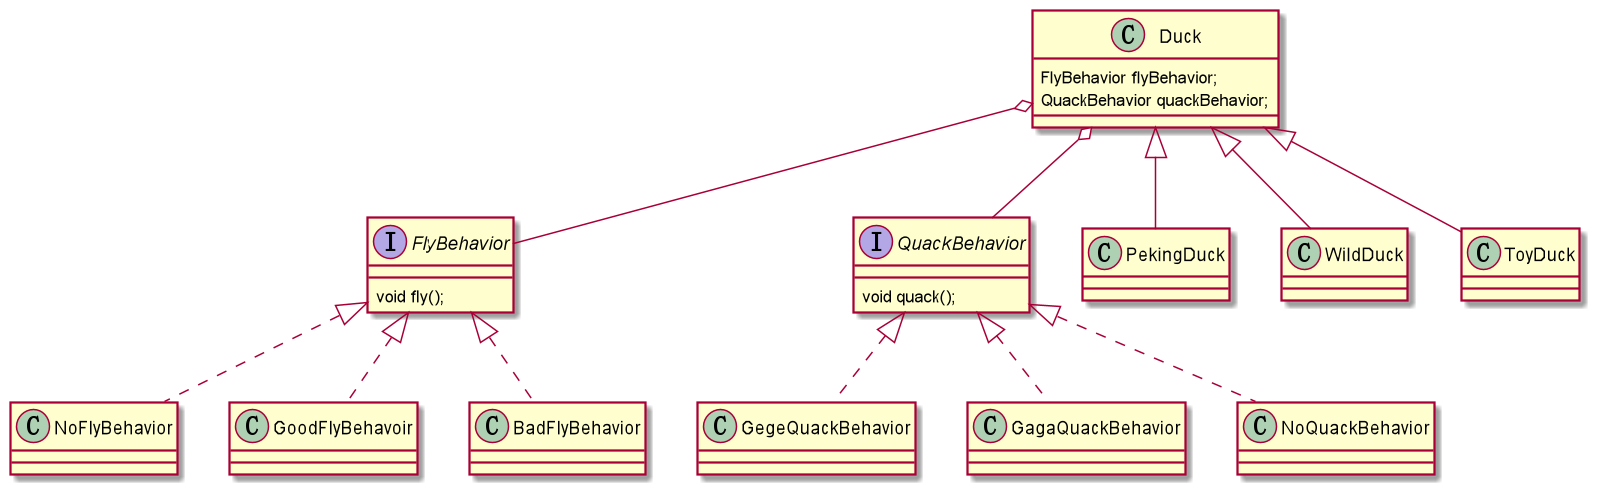 C Duck
FlyBehavior flyBehavior;
QuackBehavior quackBehavior;
I FlyBehavior
void fly();
I QuackBehavior
void quack();
C PekingDuck
C WildDuck
C ToyDuck
C NoFlyBehavior
C GoodFlyBehavoir
C BadFlyBehavior
C GegeQuackBehavior
C GagaQuackBehavior
C NoQuackBehavior